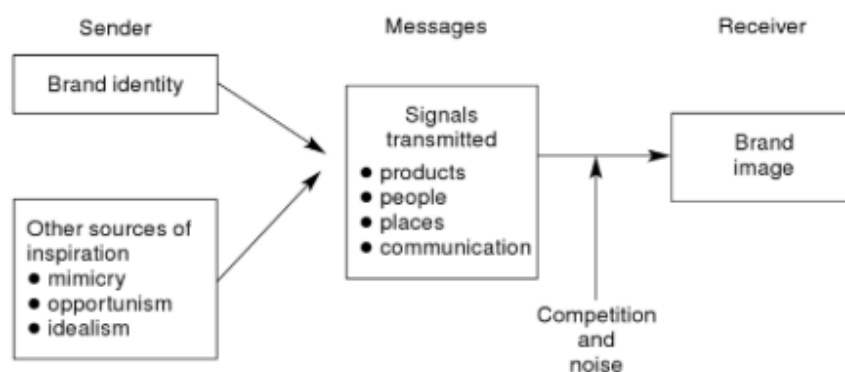 Sender
Messages
Receiver
Brand identity
Other sources of
inspiration
● mimicry
● opportunism
● idealism
Signals
transmitted
● products
● people
● places
● communication
Competition
and
noise
Brand
image